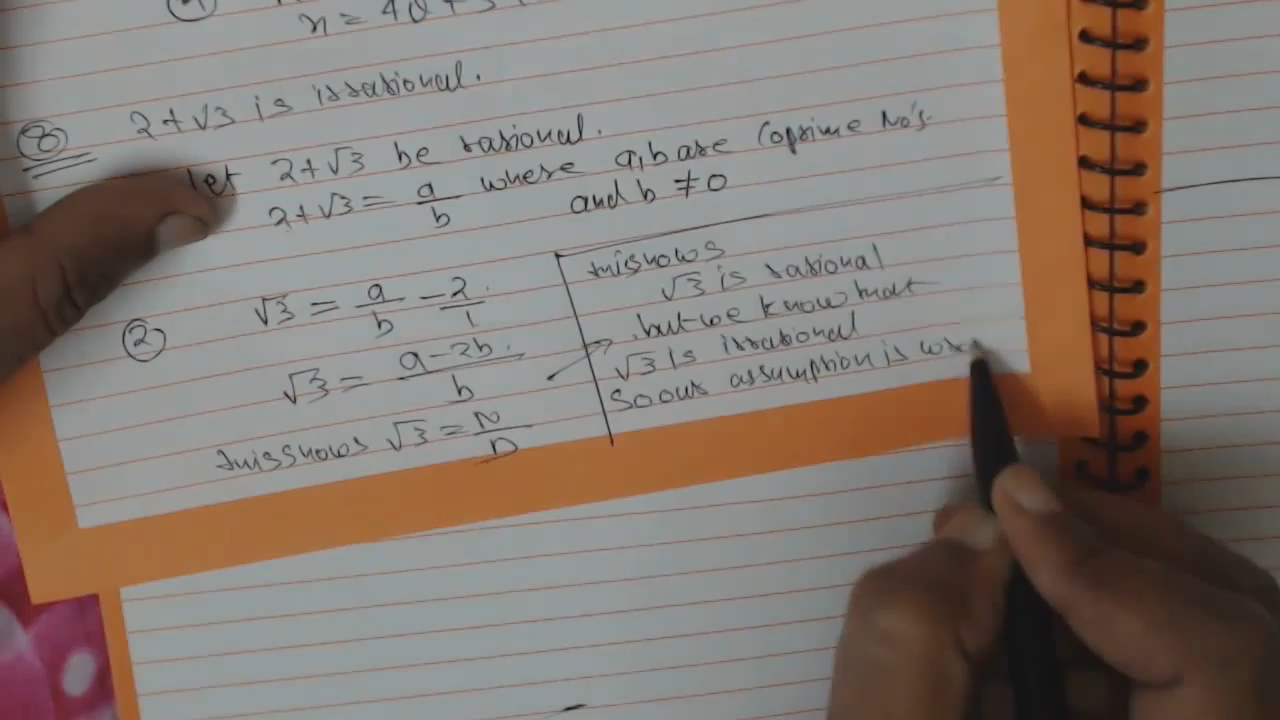 n = 4q + 3
⑧ 2+√3 is irrational.
let 2+√3 be rational.
2+√3 = a/b where a,b are Coprime No's.
and b ≠ 0
② √3 = a/b - 2/1
√3 = a-2b/b
this shows √3 = N/D
this shows
√3 is rational
but we know that
√3 is irrational
So our assumption is